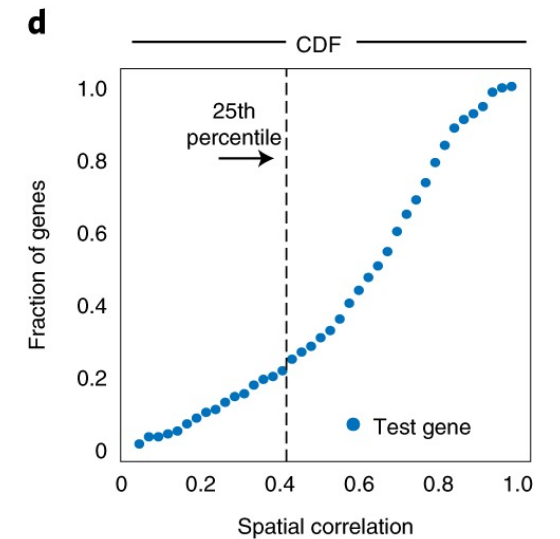 d
CDF
25th
percentile
1.0
0.8
0.6
0.4
0.2
0
Fraction of genes
Test gene
0 0.2 0.4 0.6 0.8 1.0
Spatial correlation